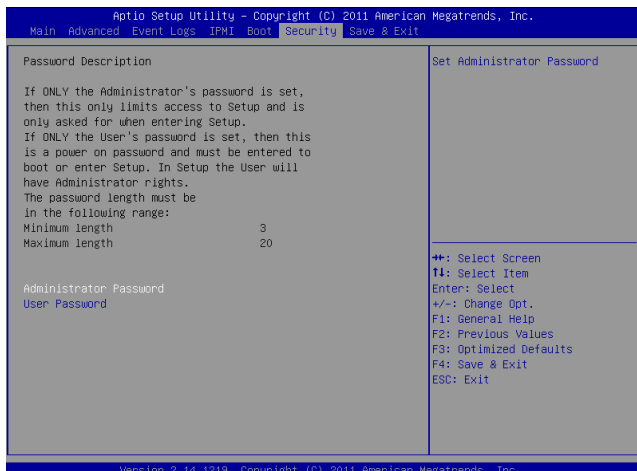 Aptio Setup Utility – Copyright (C) 2011 American Megatrends, Inc.
Main Advanced Event Logs IPMI Boot Security Save & Exit
Password Description
If ONLY the Administrator's password is set,
then this only limits access to Setup and is
only asked for when entering Setup.
If ONLY the User's password is set, then this
is a power on password and must be entered to
boot or enter Setup. In Setup the User will
have Administrator rights.
The password length must be
in the following range:
Minimum length 3
Maximum length 20
Administrator Password
User Password
Set Administrator Password
→←: Select Screen
↑↓: Select Item
Enter: Select
+/-: Change Opt.
F1: General Help
F2: Previous Values
F3: Optimized Defaults
F4: Save & Exit
ESC: Exit
Version 2.14.1219. Copyright (C) 2011 American Megatrends, Inc.